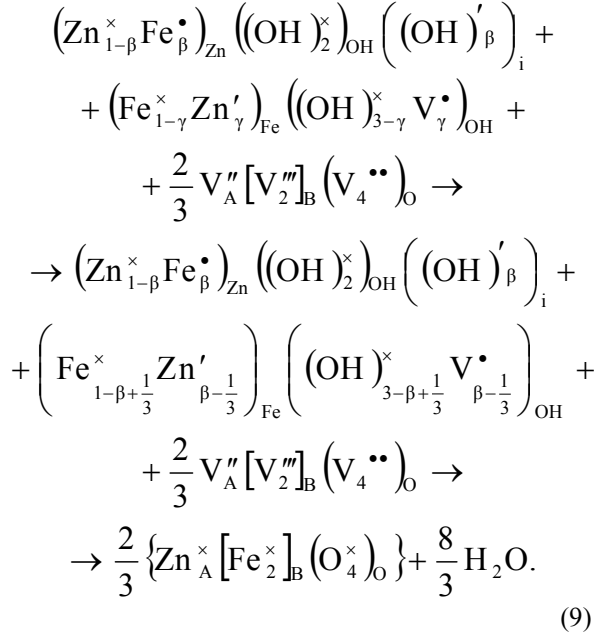 (Zn^×_{1−β} Fe^•_β)_{Zn} ((OH)^×_2)_{OH} ((OH)′_β)_i +
+ (Fe^×_{1−γ} Zn′_γ)_{Fe} ((OH)^×_{3−γ} V^•_γ)_{OH} +
+ 2/3 V″_A [V‴_2]_B (V_4^{••})_O →
→ (Zn^×_{1−β} Fe^•_β)_{Zn} ((OH)^×_2)_{OH} ((OH)′_β)_i +
+ (Fe^×_{1−β+1/3} Zn′_{β−1/3})_{Fe} ((OH)^×_{3−β+1/3} V^•_{β−1/3})_{OH} +
+ 2/3 V″_A [V‴_2]_B (V_4^{••})_O →
→ 2/3 {Zn^×_A [Fe^×_2]_B (O^×_4)_O} + 8/3 H_2O.
(9)